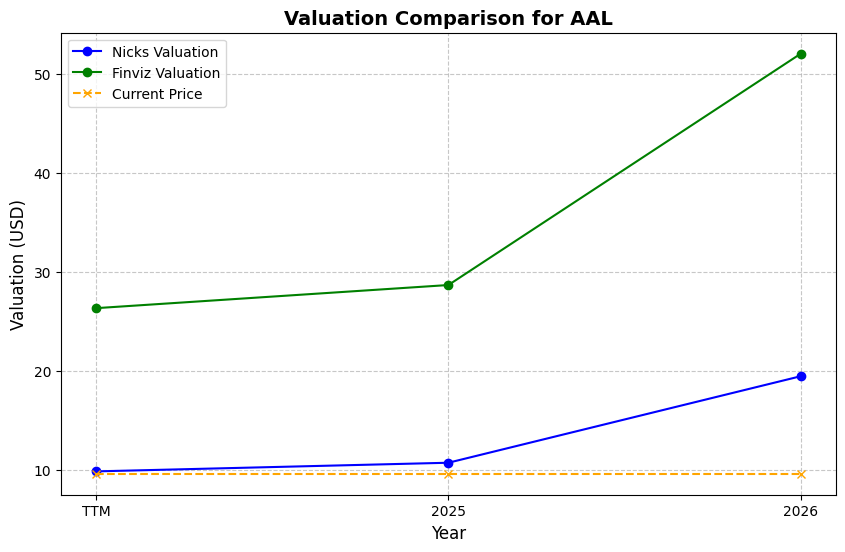 Valuation Comparison for AAL
Nicks Valuation
Finviz Valuation
Current Price
Valuation (USD)
50
40
30
20
10
TTM
2025
2026
Year